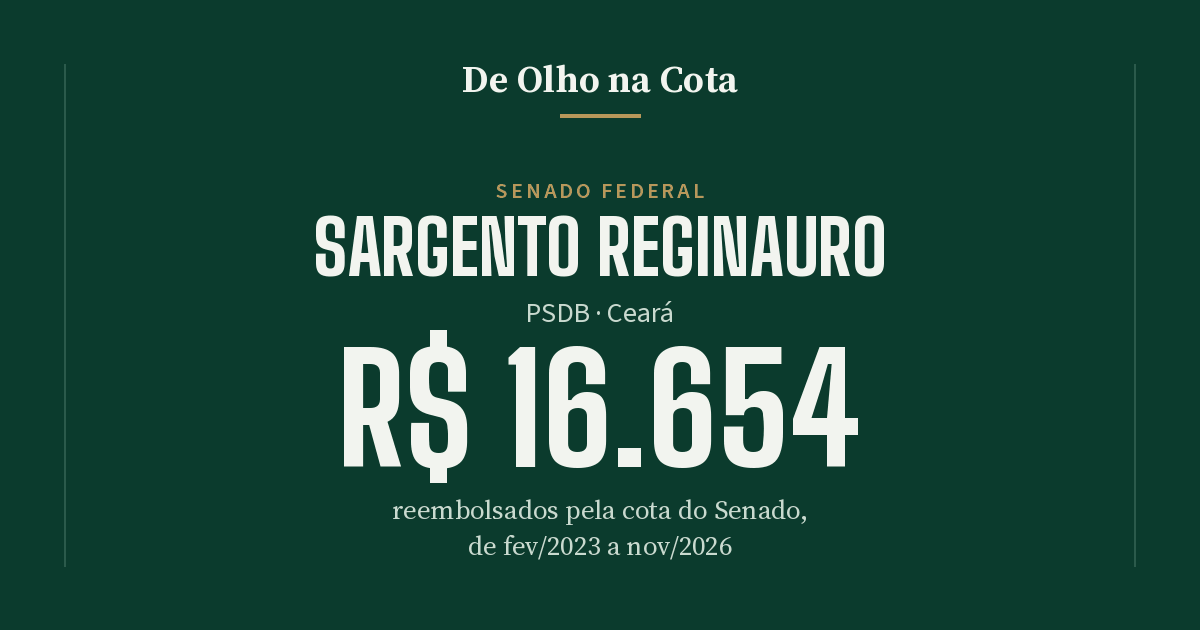 De Olho na Cota
SENADO FEDERAL
SARGENTO REGINAURO
PSDB · Ceará
R$ 16.654
reembolsados pela cota do Senado,
de fev/2023 a nov/2026